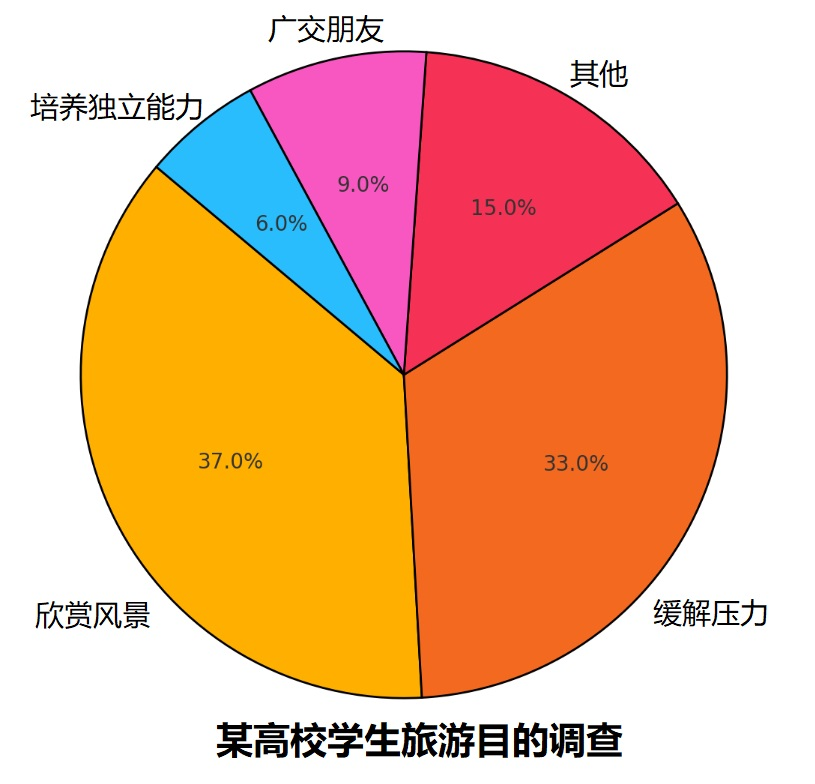 广交朋友
其他
培养独立能力
9.0%
15.0%
6.0%
37.0%
33.0%
欣赏风景
缓解压力
某高校学生旅游目的调查